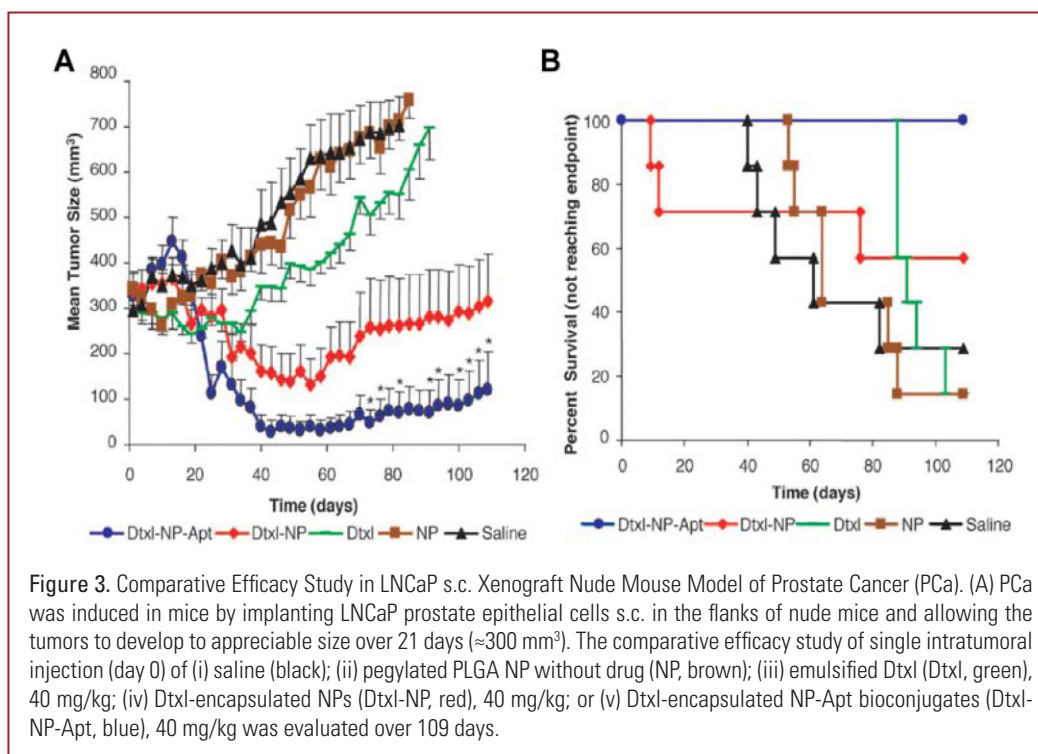 A
800
700
600
500
400
300
200
100
0
Mean Tumor Size (mm³)
0 20 40 60 80 100 120
Time (days)
* * * * * * * *
Dtxl-NP-Apt Dtxl-NP Dtxl NP Saline
B
100
80
60
40
20
0
Percent Survival (not reaching endpoint)
0 20 40 60 80 100 120
Time (days)
Dtxl-NP-Apt Dtxl-NP Dtxl NP Saline
Figure 3. Comparative Efficacy Study in LNCaP s.c. Xenograft Nude Mouse Model of Prostate Cancer (PCa). (A) PCa
was induced in mice by implanting LNCaP prostate epithelial cells s.c. in the flanks of nude mice and allowing the
tumors to develop to appreciable size over 21 days (≈300 mm³). The comparative efficacy study of single intratumoral
injection (day 0) of (i) saline (black); (ii) pegylated PLGA NP without drug (NP, brown); (iii) emulsified Dtxl (Dtxl, green),
40 mg/kg; (iv) Dtxl-encapsulated NPs (Dtxl-NP, red), 40 mg/kg; or (v) Dtxl-encapsulated NP-Apt bioconjugates (Dtxl-
NP-Apt, blue), 40 mg/kg was evaluated over 109 days.